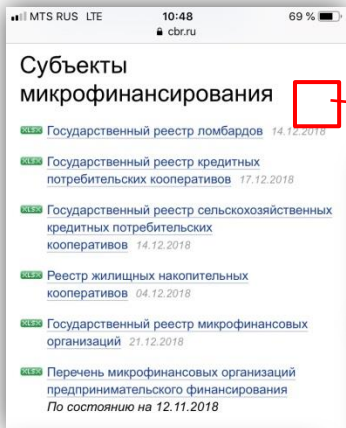 MTS RUS LTE 10:48 69 %
cbr.ru
Субъекты
микрофинансирования
XLSX Государственный реестр ломбардов 14.12.2018
XLSX Государственный реестр кредитных
потребительских кооперативов 17.12.2018
XLSX Государственный реестр сельскохозяйственных
кредитных потребительских
кооперативов 14.12.2018
XLSX Реестр жилищных накопительных
кооперативов 04.12.2018
XLSX Государственный реестр микрофинансовых
организаций 21.12.2018
XLSX Перечень микрофинансовых организаций
предпринимательского финансирования
По состоянию на 12.11.2018